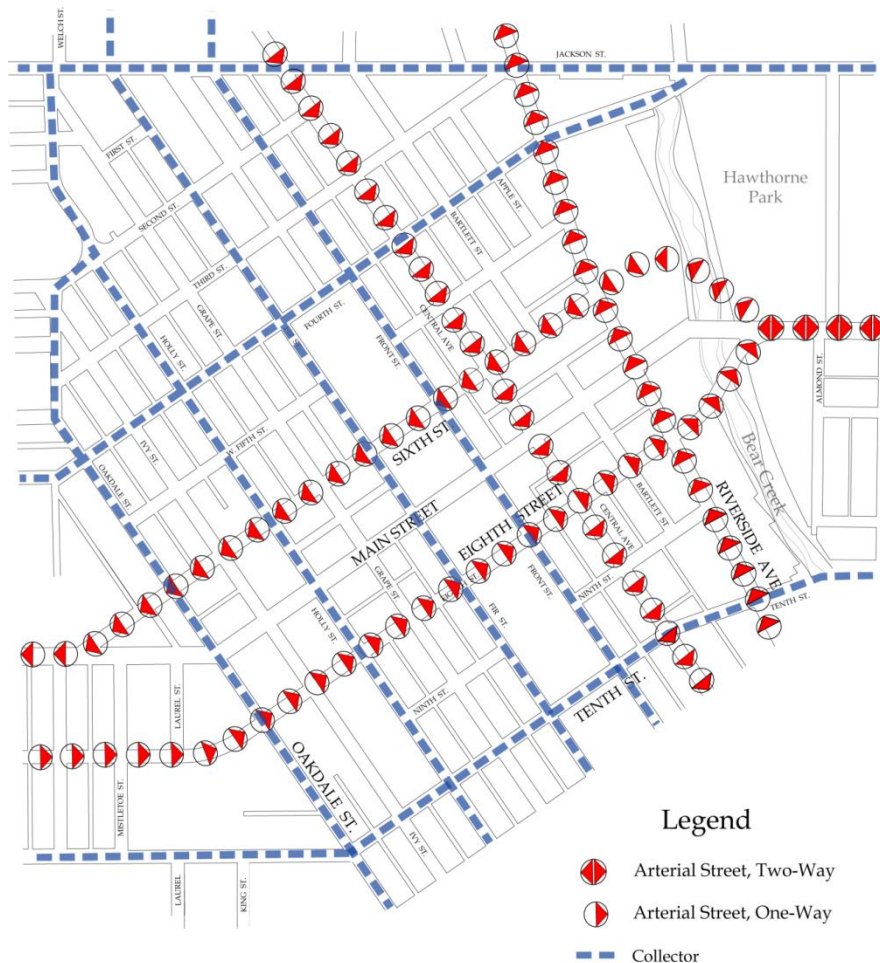 WELCH ST.
JACKSON ST.
FIRST ST.
SECOND ST.
THIRD ST.
BARTLETT ST
APPLE ST.
Hawthorne
Park
GRAPE ST.
FOURTH ST.
CENTRAL AVE
HOLLY ST.
FRONT ST.
ALMOND ST.
IVY ST.
W. FIFTH ST.
SIXTH ST.
OAKDALE ST.
Bear Creek
MAIN STREET
EIGHTH STREET
BARTLETT ST.
RIVERSIDE AVE
CENTRAL AVE
GRAPE ST.
FRONT ST.
NINTH ST.
HOLLY ST.
FIR ST.
TENTH ST.
LAUREL ST.
NINTH ST.
TENTH ST.
MISTLETOE ST.
OAKDALE ST.
IVY ST.
LAUREL
KING ST.
Legend
Arterial Street, Two-Way
Arterial Street, One-Way
Collector